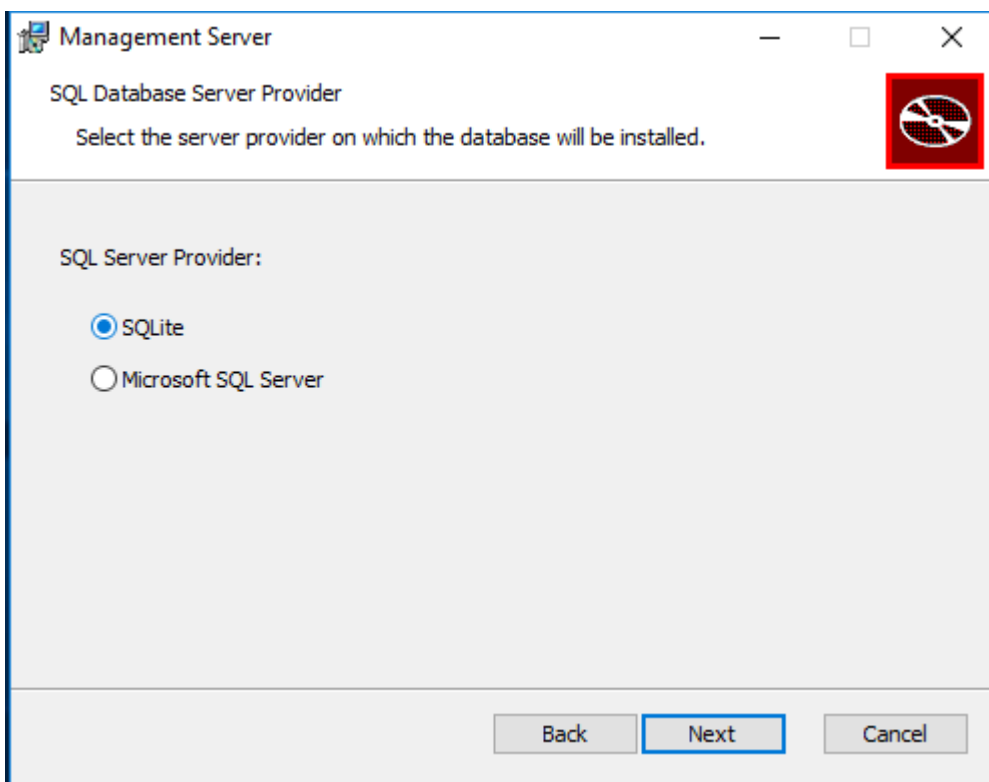 Management Server
SQL Database Server Provider
Select the server provider on which the database will be installed.
SQL Server Provider:
SQLite
Microsoft SQL Server
Back Next Cancel